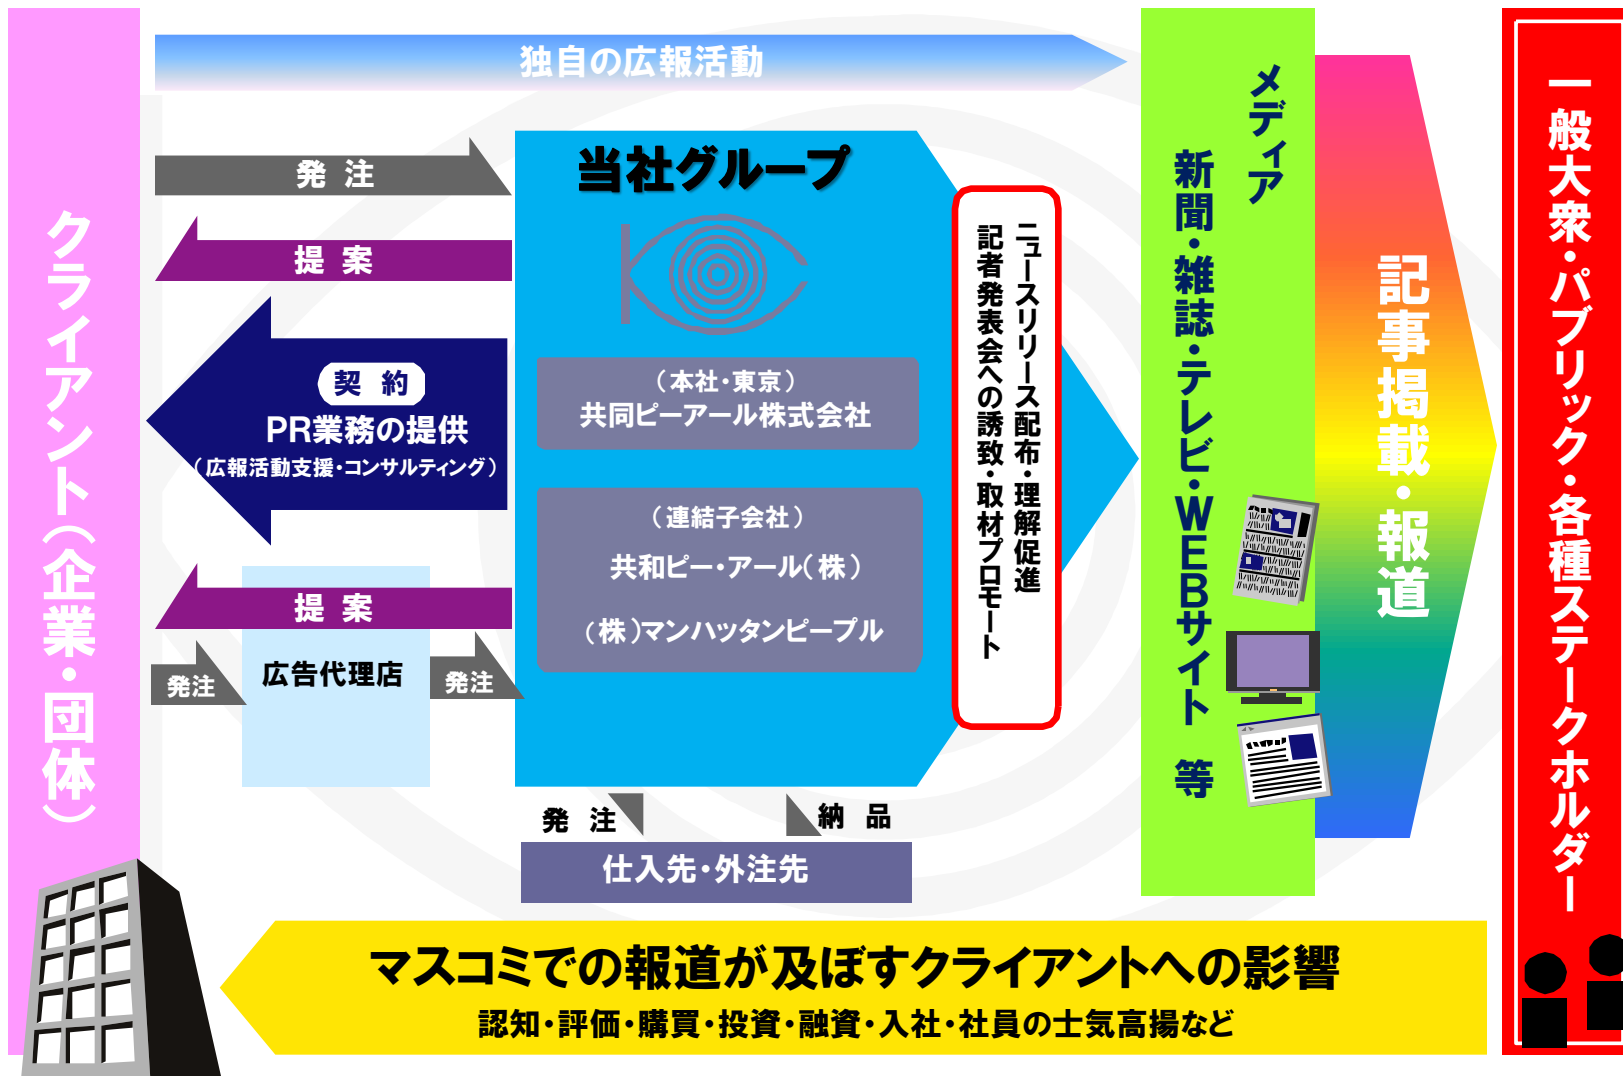 独自の広報活動
クライアント（企業・団体）
発 注
提 案
契 約
PR業務の提供
（広報活動支援・コンサルティング）
提 案
発注
広告代理店
発注
当社グループ
（本社・東京）
共同ピーアール株式会社
（連結子会社）
共和ピー・アール（株）
（株）マンハッタンピープル
ニュースリリース配布・理解促進
記者発表会への誘致・取材プロモート
発 注
納 品
仕入先・外注先
メディア
新聞・雑誌・テレビ・WEBサイト 等
記事掲載・報道
一般大衆・パブリック・各種ステークホルダー
マスコミでの報道が及ぼすクライアントへの影響
認知・評価・購買・投資・融資・入社・社員の士気高揚など